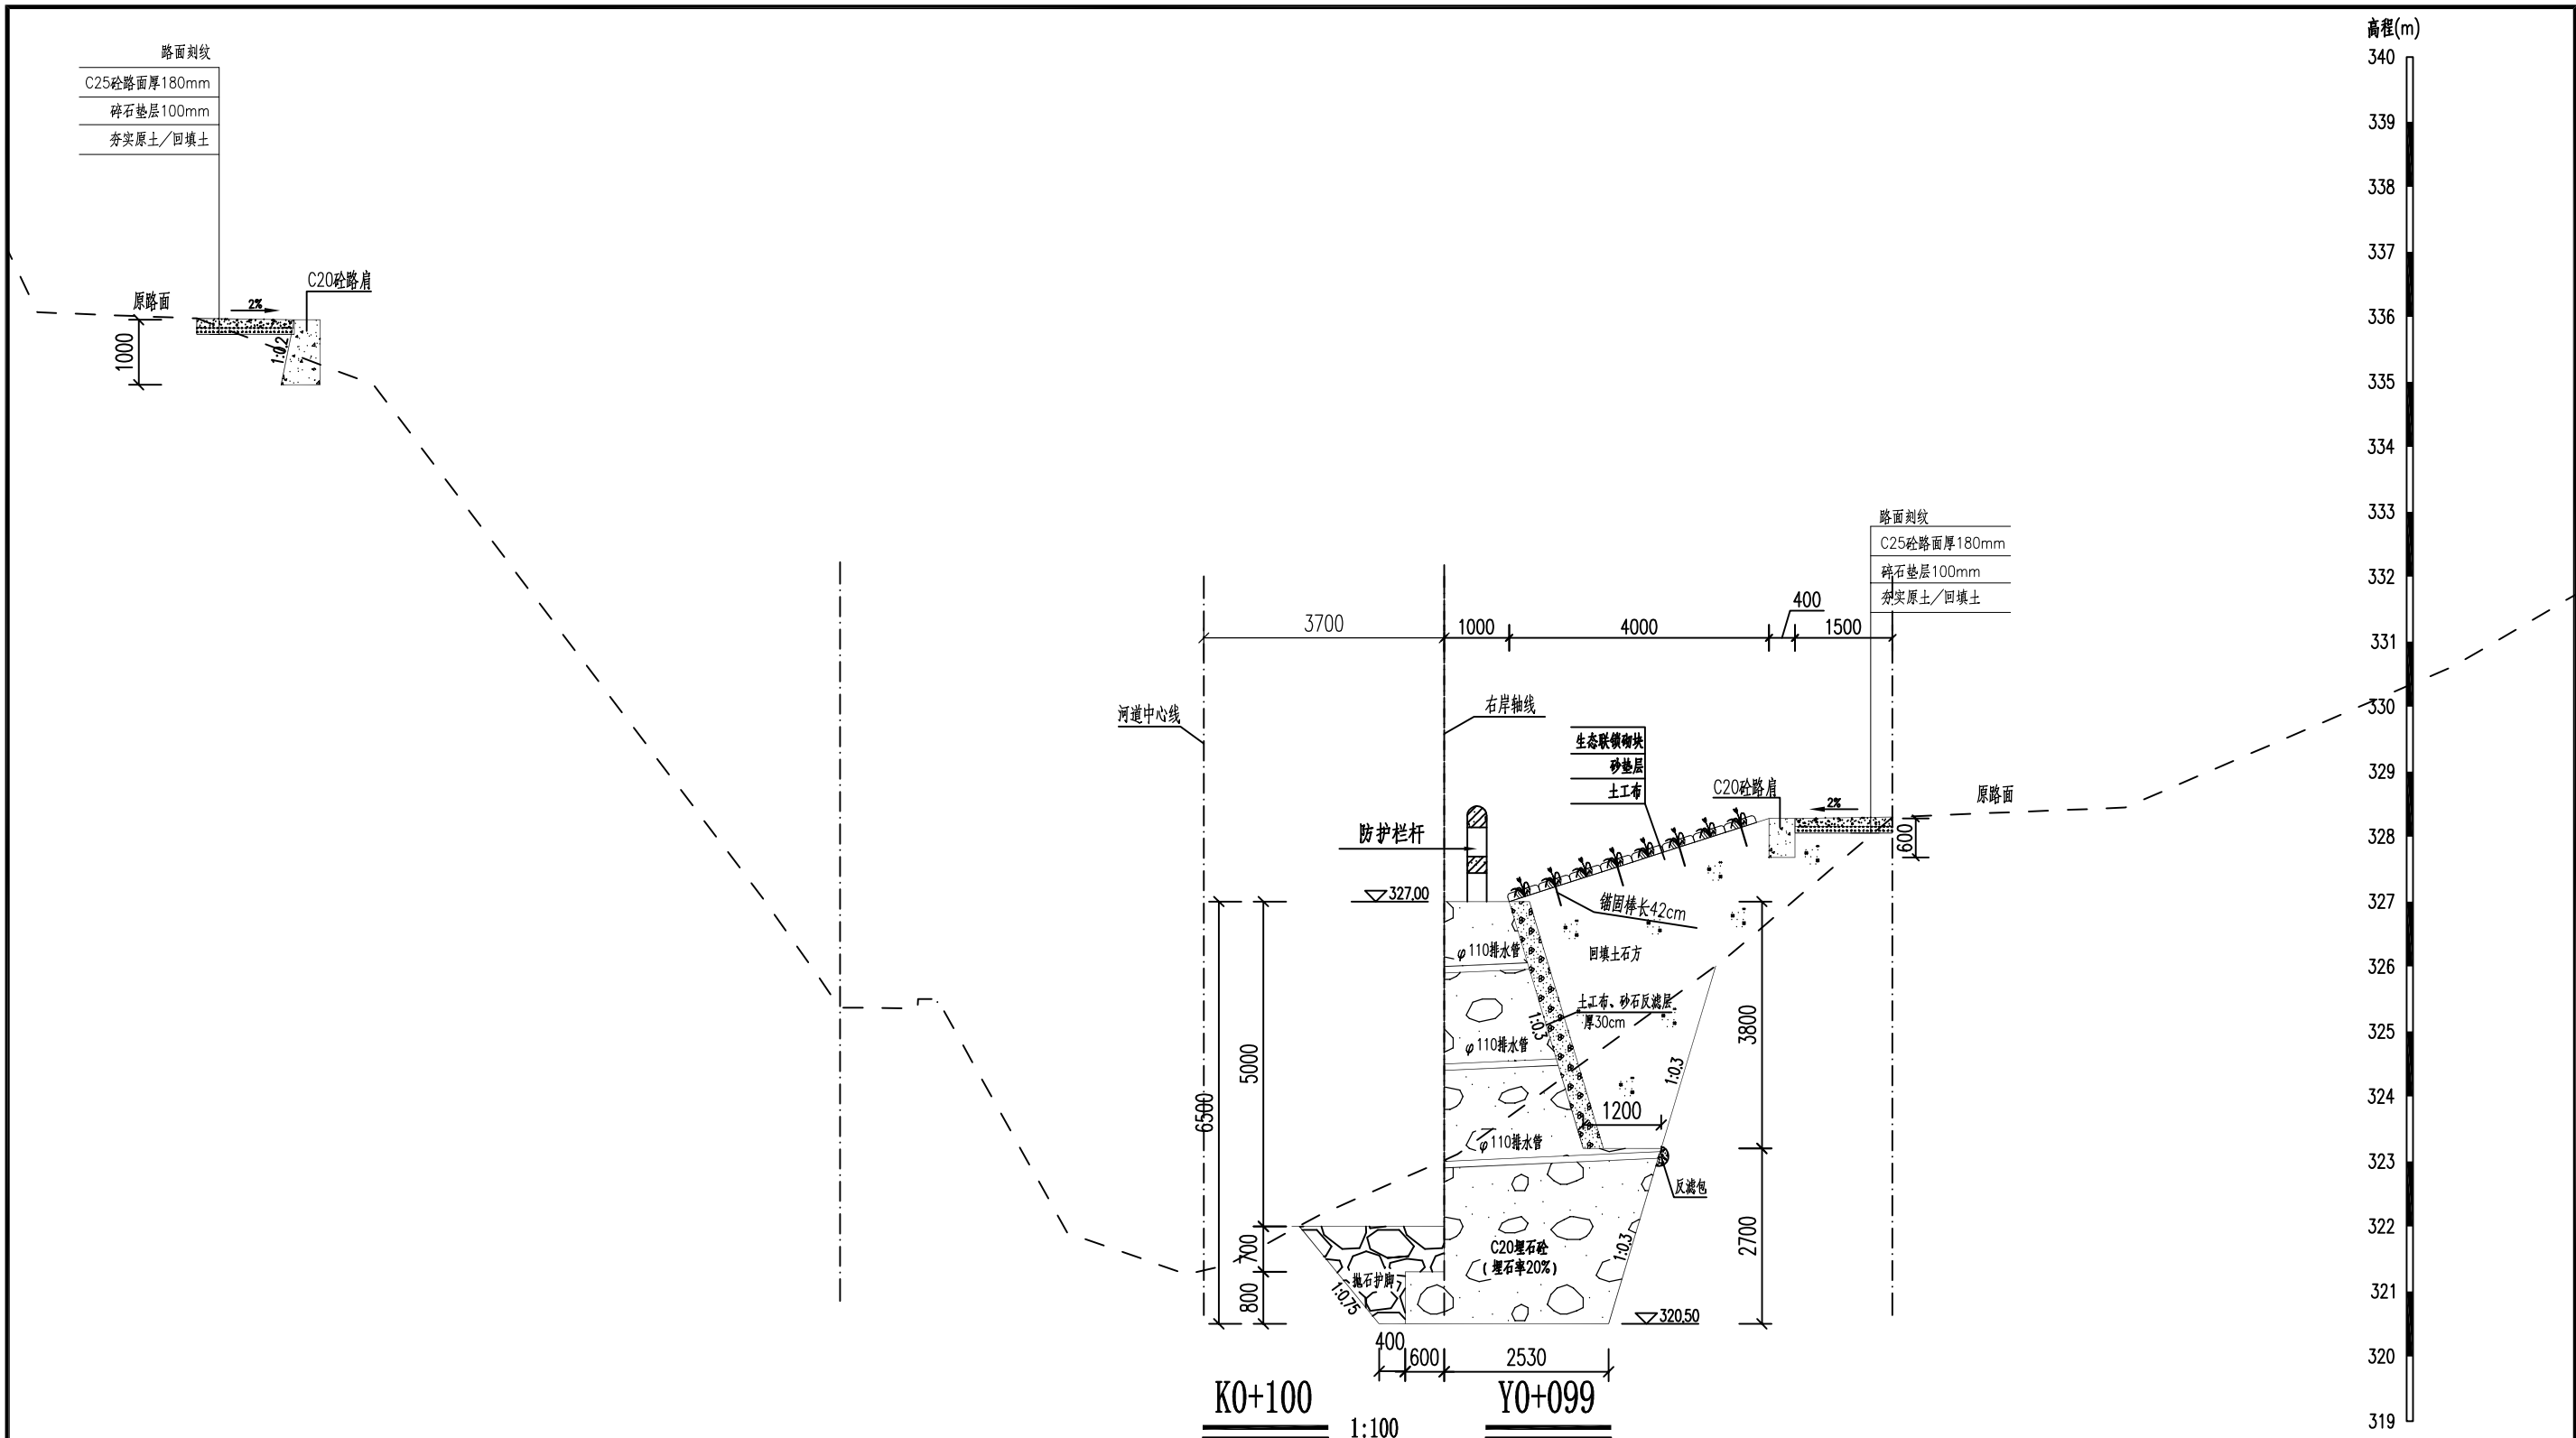 高程(m)
340
339
338
337
336
335
334
333
332
331
330
329
328
327
326
325
324
323
322
321
320
319
路面刻纹
C25砼路面厚180mm
碎石垫层100mm
夯实原土/回填土
原路面
2%
C20砼路肩
1000
1:0.2
路面刻纹
C25砼路面厚180mm
碎石垫层100mm
夯实原土/回填土
3700
1000
4000
400
1500
河道中心线
右岸轴线
生态联锁砌块
砂垫层
土工布
C20砼路肩
2%
原路面
600
防护栏杆
327.00
锚固棒长42cm
回填土石方
φ110排水管
土工布、砂石反滤层
厚30cm
1:0.3
φ110排水管
1:0.3
3800
5000
6500
1200
φ110排水管
反滤包
700
800
抛石护脚
1:0.75
C20埋石砼
(埋石率20%)
1:0.3
2700
320.50
400
600
2530
K0+100
Y0+099
1:100